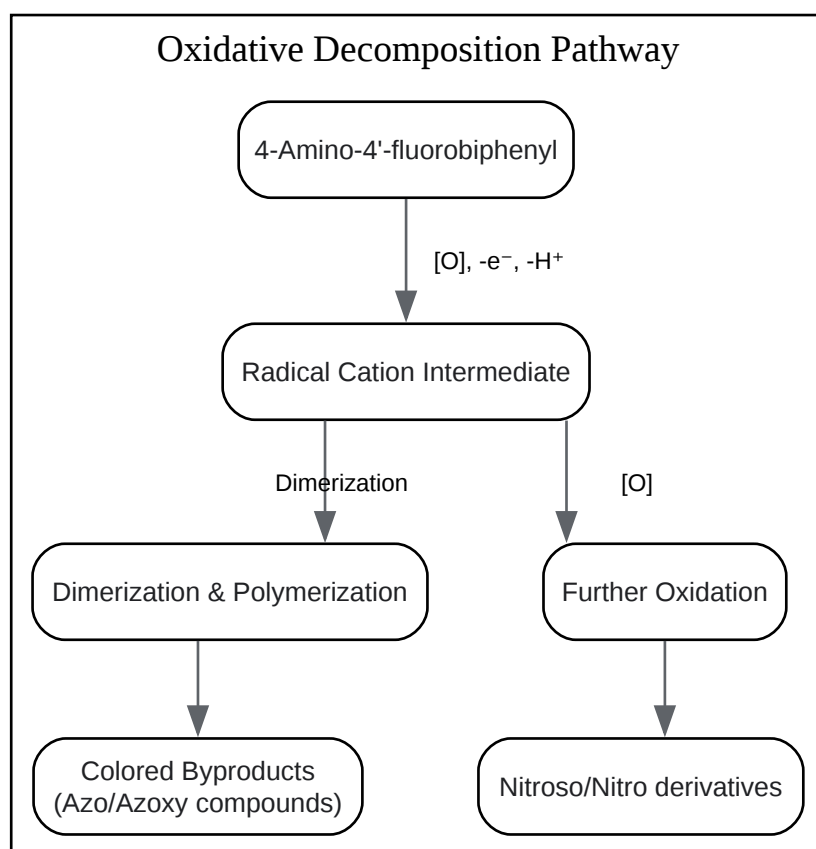 Oxidative Decomposition Pathway
4-Amino-4'-fluorobiphenyl
[O], -e⁻, -H⁺
Radical Cation Intermediate
Dimerization
[O]
Dimerization & Polymerization
Further Oxidation
Colored Byproducts
(Azo/Azoxy compounds)
Nitroso/Nitro derivatives